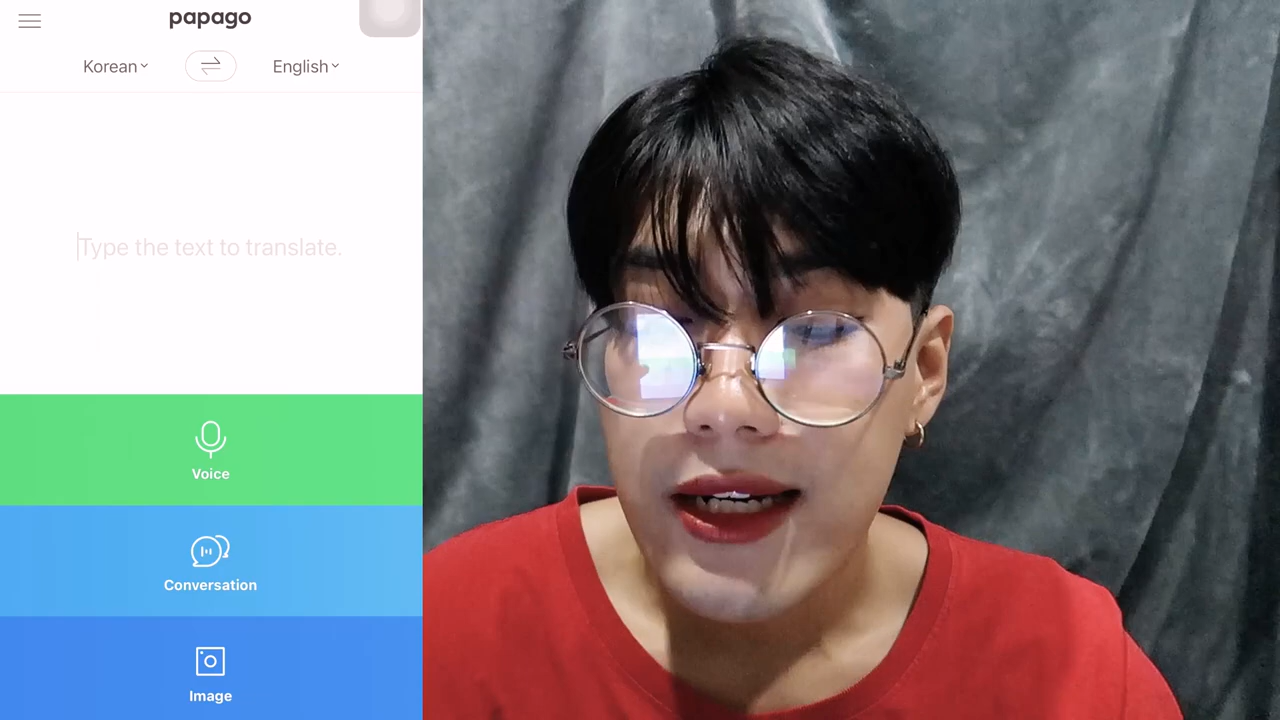 papago
Korean
English
Type the text to translate.
Voice
Conversation
Image